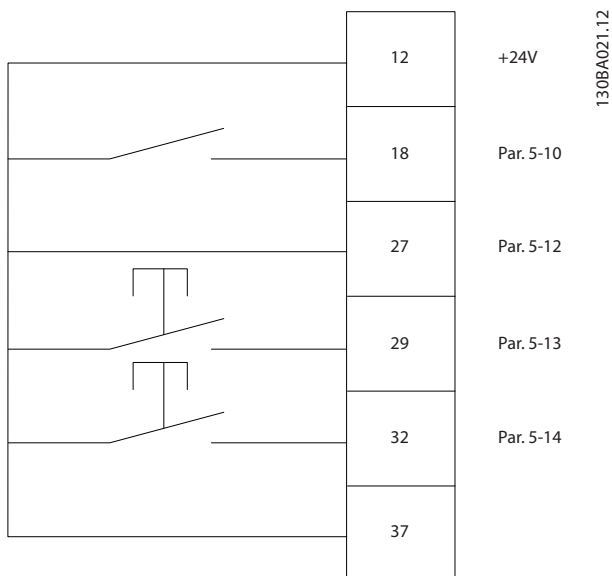 130BA021.12
12 +24V
18 Par. 5-10
27 Par. 5-12
29 Par. 5-13
32 Par. 5-14
37